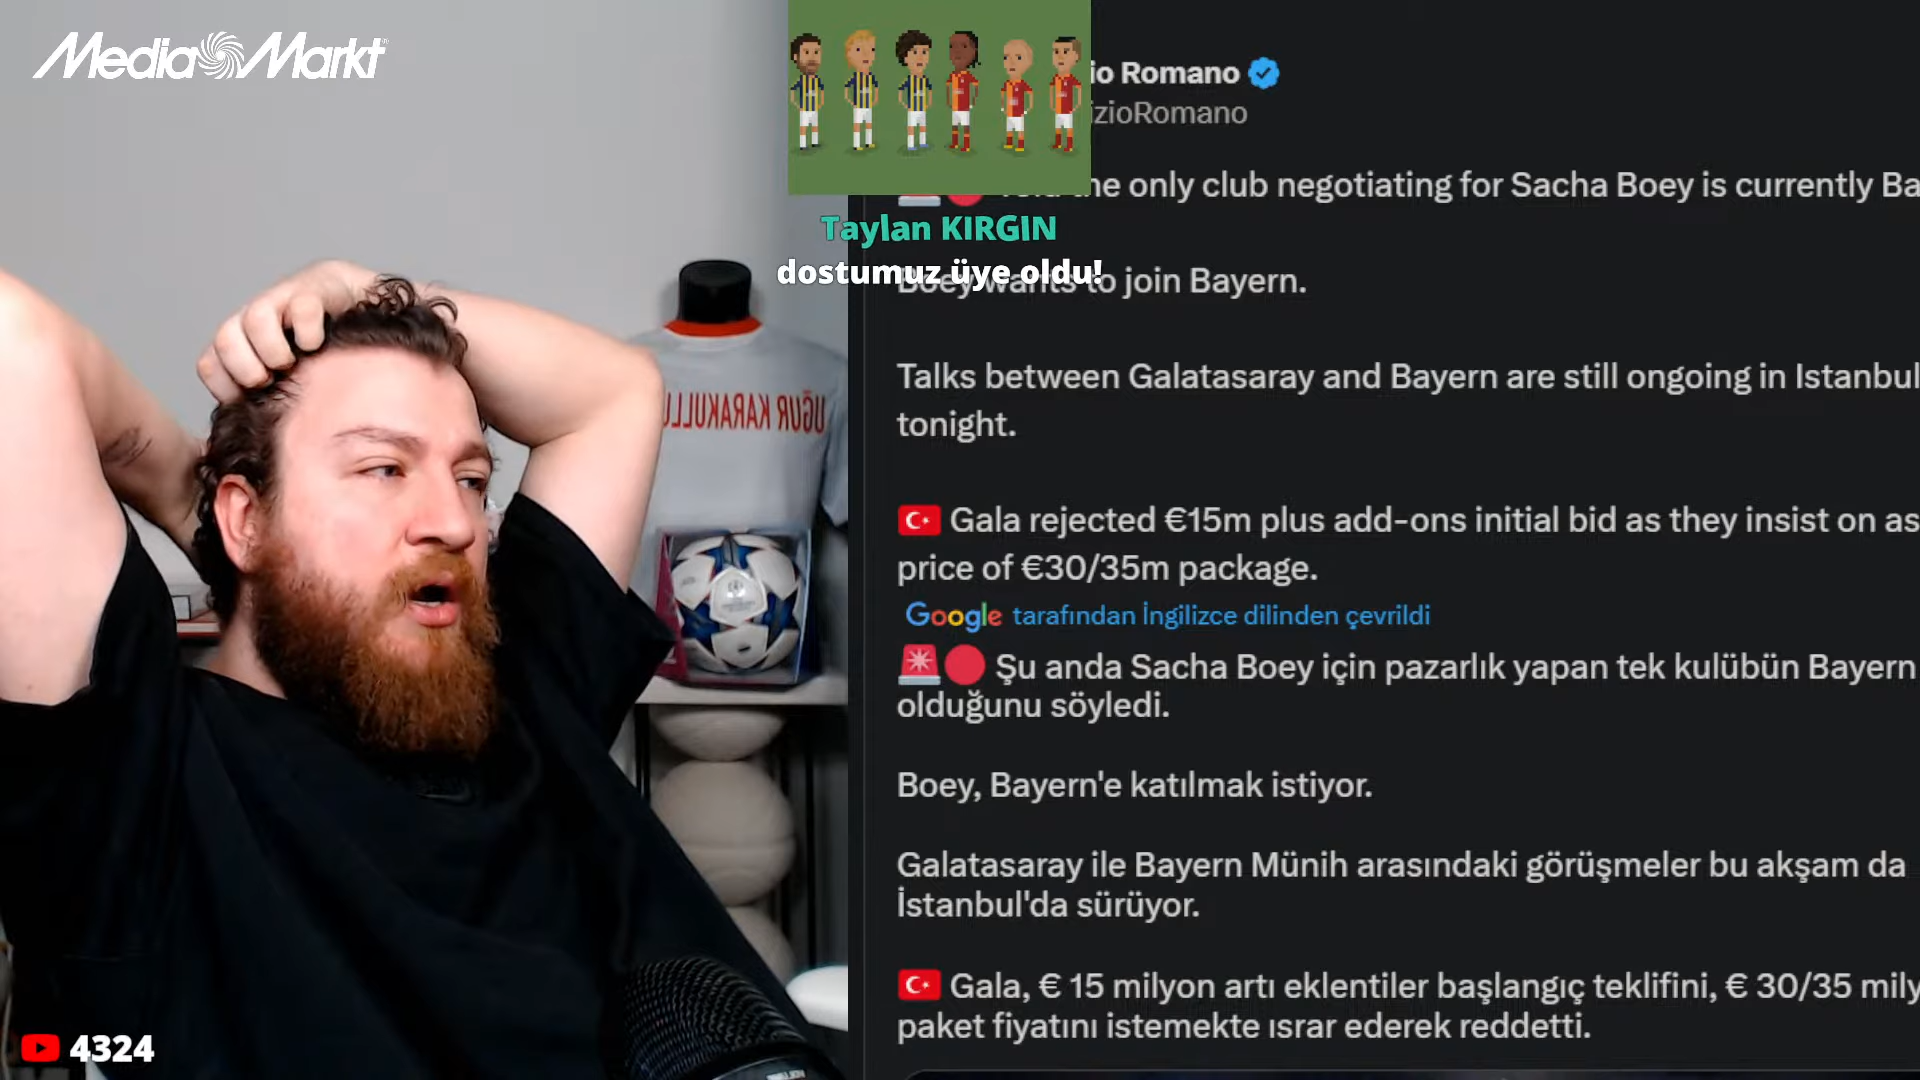 MediaMarkt
io Romano
zioRomano
he only club negotiating for Sacha Boey is currently Ba
Taylan KIRGIN
dostumuz üye oldu!
Boey wants to join Bayern.
UĞUR KARAKULLU
Talks between Galatasaray and Bayern are still ongoing in Istanbul
tonight.
Gala rejected €15m plus add-ons initial bid as they insist on as
price of €30/35m package.
Google tarafından İngilizce dilinden çevrildi
Şu anda Sacha Boey için pazarlık yapan tek kulübün Bayern
olduğunu söyledi.
Boey, Bayern'e katılmak istiyor.
Galatasaray ile Bayern Münih arasındaki görüşmeler bu akşam da
İstanbul'da sürüyor.
Gala, € 15 milyon artı eklentiler başlangıç teklifini, € 30/35 mily
paket fiyatını istemekte ısrar ederek reddetti.
4324